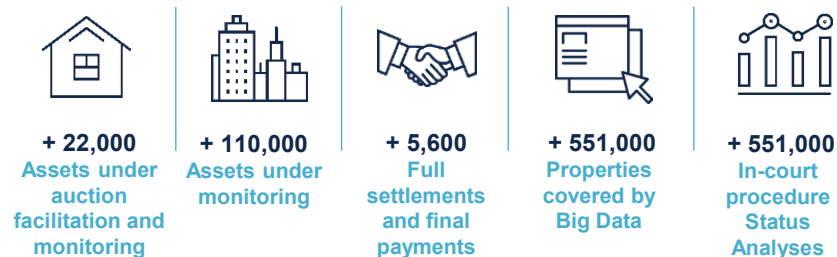 + 22,000
Assets under
auction
facilitation and
monitoring
+ 110,000
Assets under
monitoring
+ 5,600
Full
settlements
and final
payments
+ 551,000
Properties
covered by
Big Data
+ 551,000
In-court
procedure
Status
Analyses